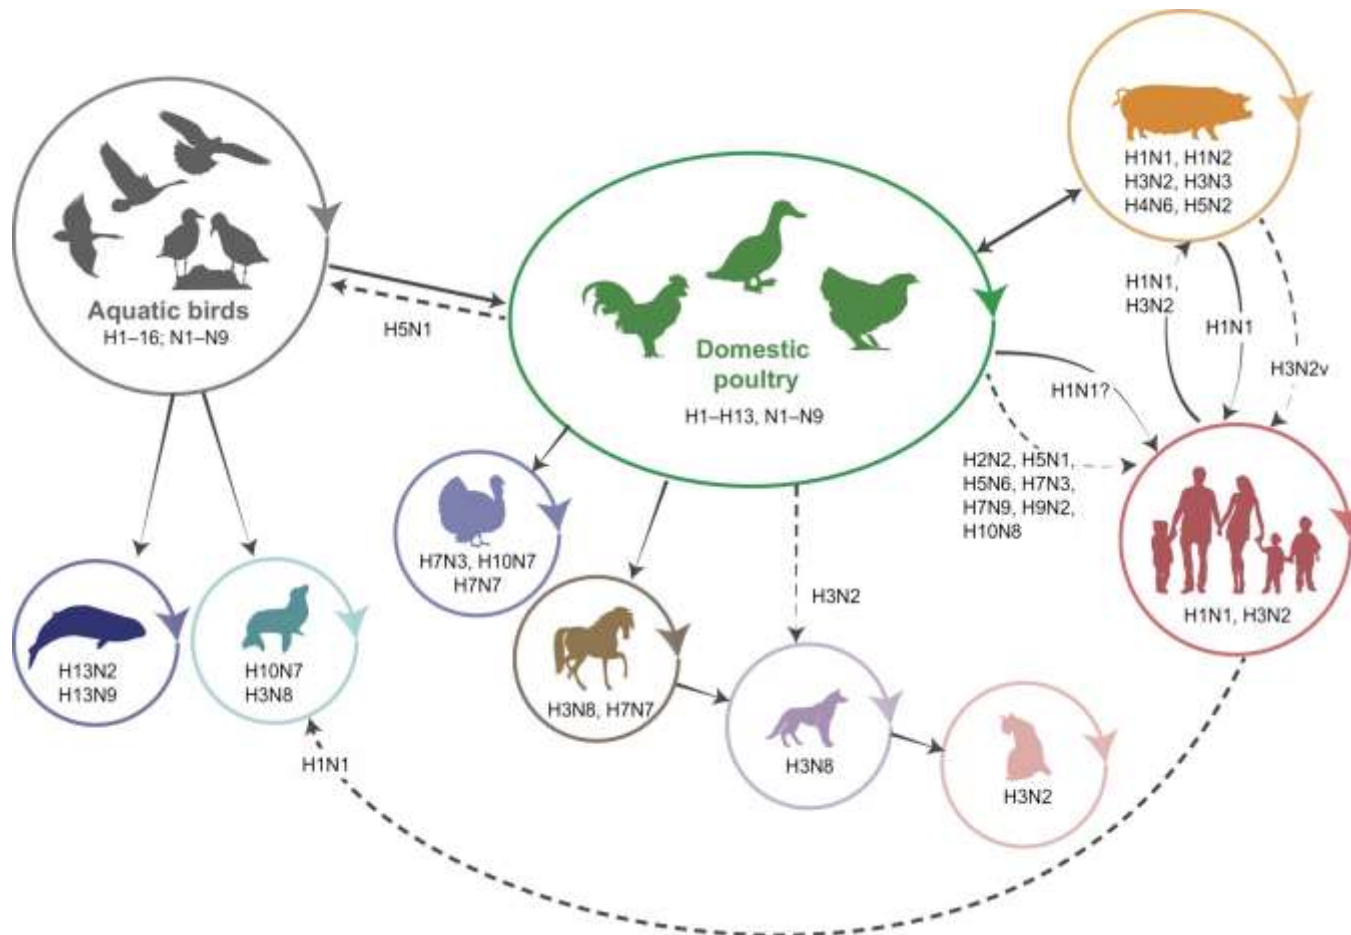 H1N1, H1N2
H3N2, H3N3
H4N6, H5N2
Aquatic birds
H1–16; N1–N9
H5N1
Domestic
poultry
H1–H13, N1–N9
H1N1,
H3N2
H1N1
H3N2v
H1N1?
H2N2, H5N1,
H5N6, H7N3,
H7N9, H9N2,
H10N8
H7N3, H10N7
H7N7
H3N2
H1N1, H3N2
H13N2
H13N9
H10N7
H3N8
H3N8, H7N7
H1N1
H3N8
H3N2